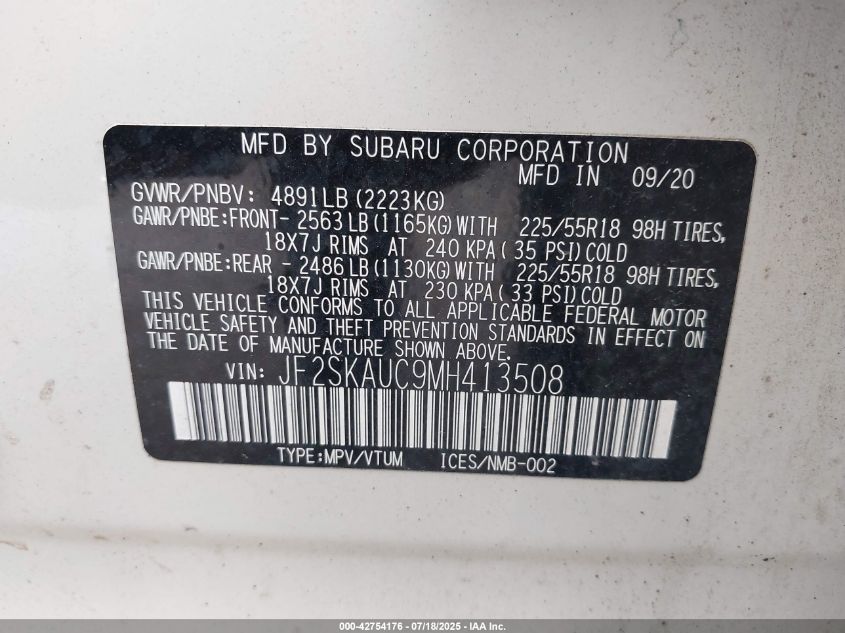 MFD BY SUBARU CORPORATION
MFD IN 09/20
GVWR/PNBV: 4891LB (2223KG)
GAWR/PNBE:FRONT- 2563 LB (1165KG) WITH 225/55R18 98H TIRES,
18X7J RIMS AT 240 KPA ( 35 PSI) COLD
GAWR/PNBE:REAR - 2486 LB (1130KG) WITH 225/55R18 98H TIRES,
18X7J RIMS AT 230 KPA ( 33 PSI) COLD
THIS VEHICLE CONFORMS TO ALL APPLICABLE FEDERAL MOTOR
VEHICLE SAFETY AND THEFT PREVENTION STANDARDS IN EFFECT ON
THE DATE OF MANUFACTURE SHOWN ABOVE.
VIN: JF2SKAUC9MH413508
TYPE:MPV/VTUM ICES/NMB-002
000-42754176 - 07/18/2025 - IAA Inc.